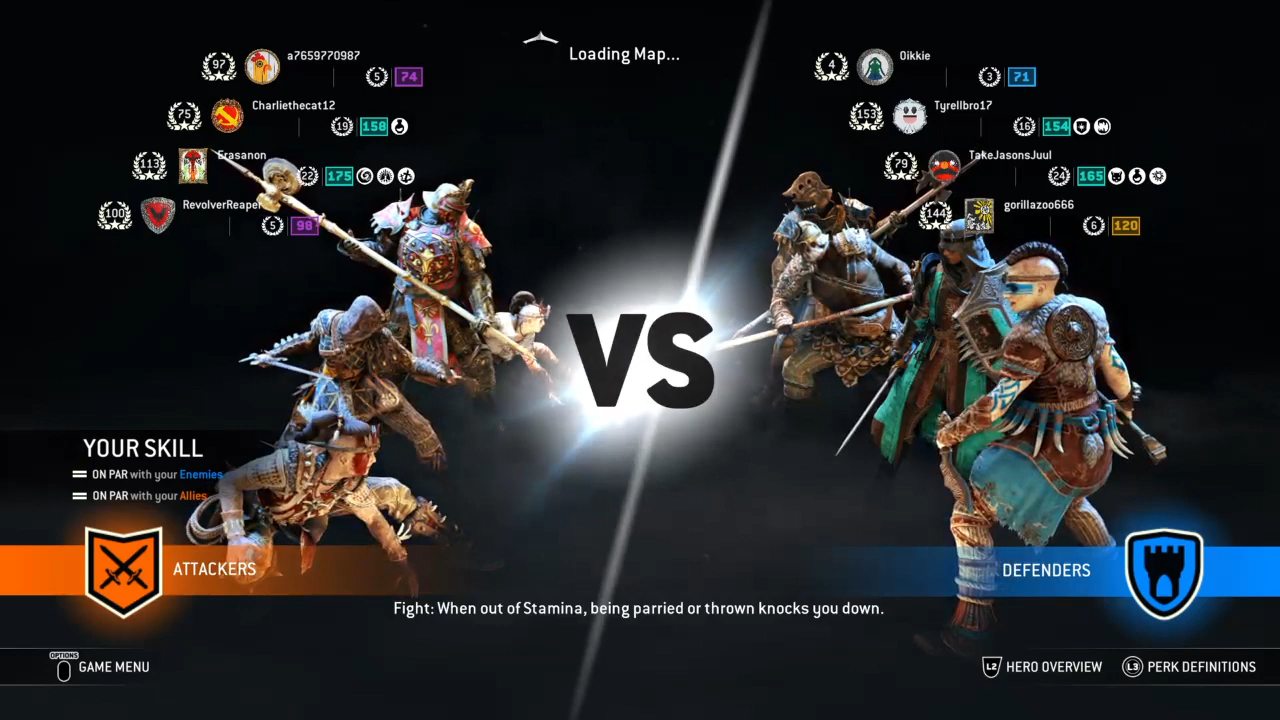 Loading Map...
97 a7659770987
5 74
75 Charliethecat12
19 158
113 Erasanon
22 175
100 RevolverReaper
5 98
4 Oikkie
3 71
153 Tyrellbro17
16 154
79 TakeJasonsJuul
24 165
144 gorillazoo666
6 120
VS
YOUR SKILL
ON PAR with your Enemies
ON PAR with your Allies
ATTACKERS
DEFENDERS
Fight: When out of Stamina, being parried or thrown knocks you down.
OPTIONS
GAME MENU
L2 HERO OVERVIEW
L3 PERK DEFINITIONS